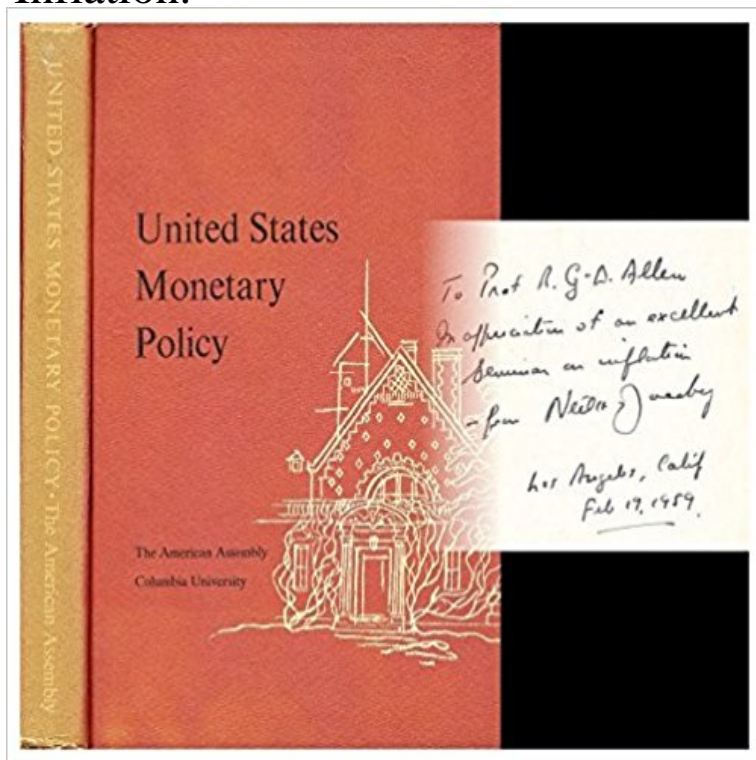 Inflation.
UNITED STATES MONETARY POLICY • The American Assembly
United States
Monetary
Policy
The American Assembly
Columbia University
To Prof R. G. D. Allen
In appreciation of an excellent
Seminar on inflation
- from Neil H. Jacoby
Los Angeles, Calif
Feb 19, 1959.